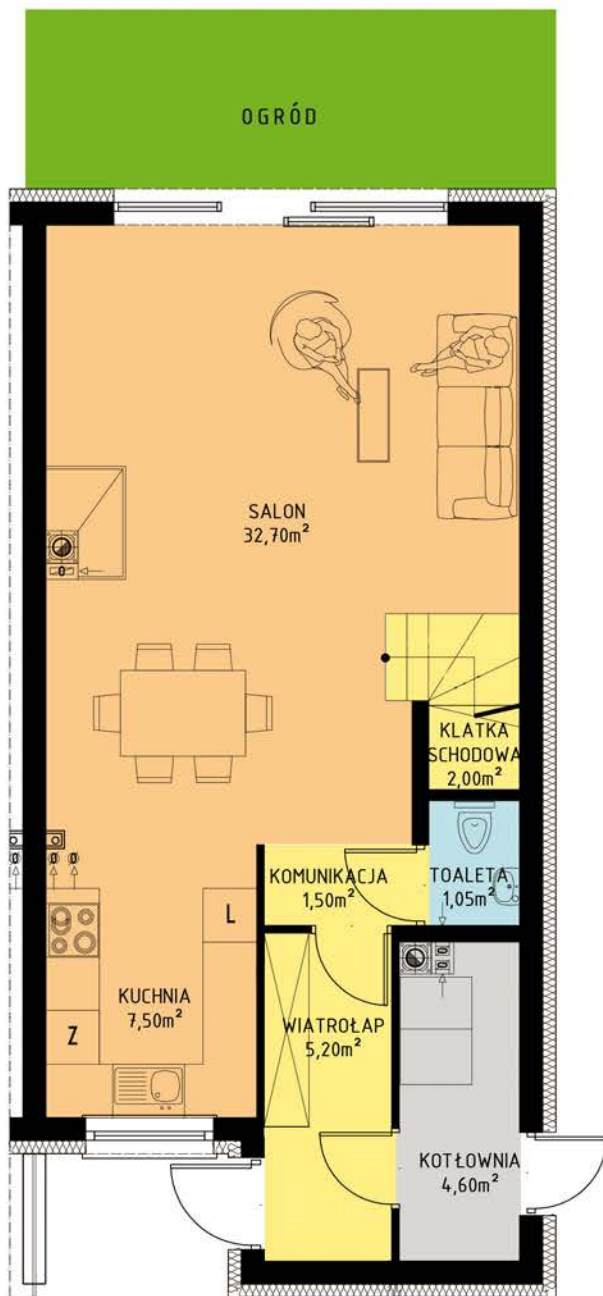 OGRÓD
SALON
32,70m²
KLATKA
SCHODOWA
2,00m²
KOMUNIKACJA
1,50m²
TOALETA
1,05m²
L
KUCHNIA
7,50m²
Z
WIATROŁAP
5,20m²
KOTŁOWNIA
4,60m²